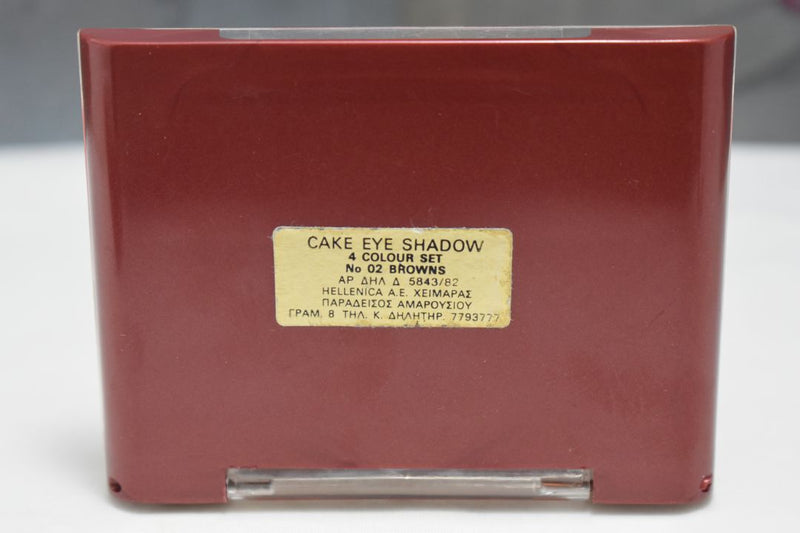 CAKE EYE SHADOW
4 COLOUR SET
No 02 BROWNS
ΑΡ ΔΗΛ Δ 5843/82
HELLENICA A.E. ΧΕΙΜΑΡΑΣ
ΠΑΡΑΔΕΙΣΟΣ ΑΜΑΡΟΥΣΙΟΥ
ΓΡΑΜ. 8 ΤΗΛ. Κ. ΔΗΛΗΤΗΡ. 7793777